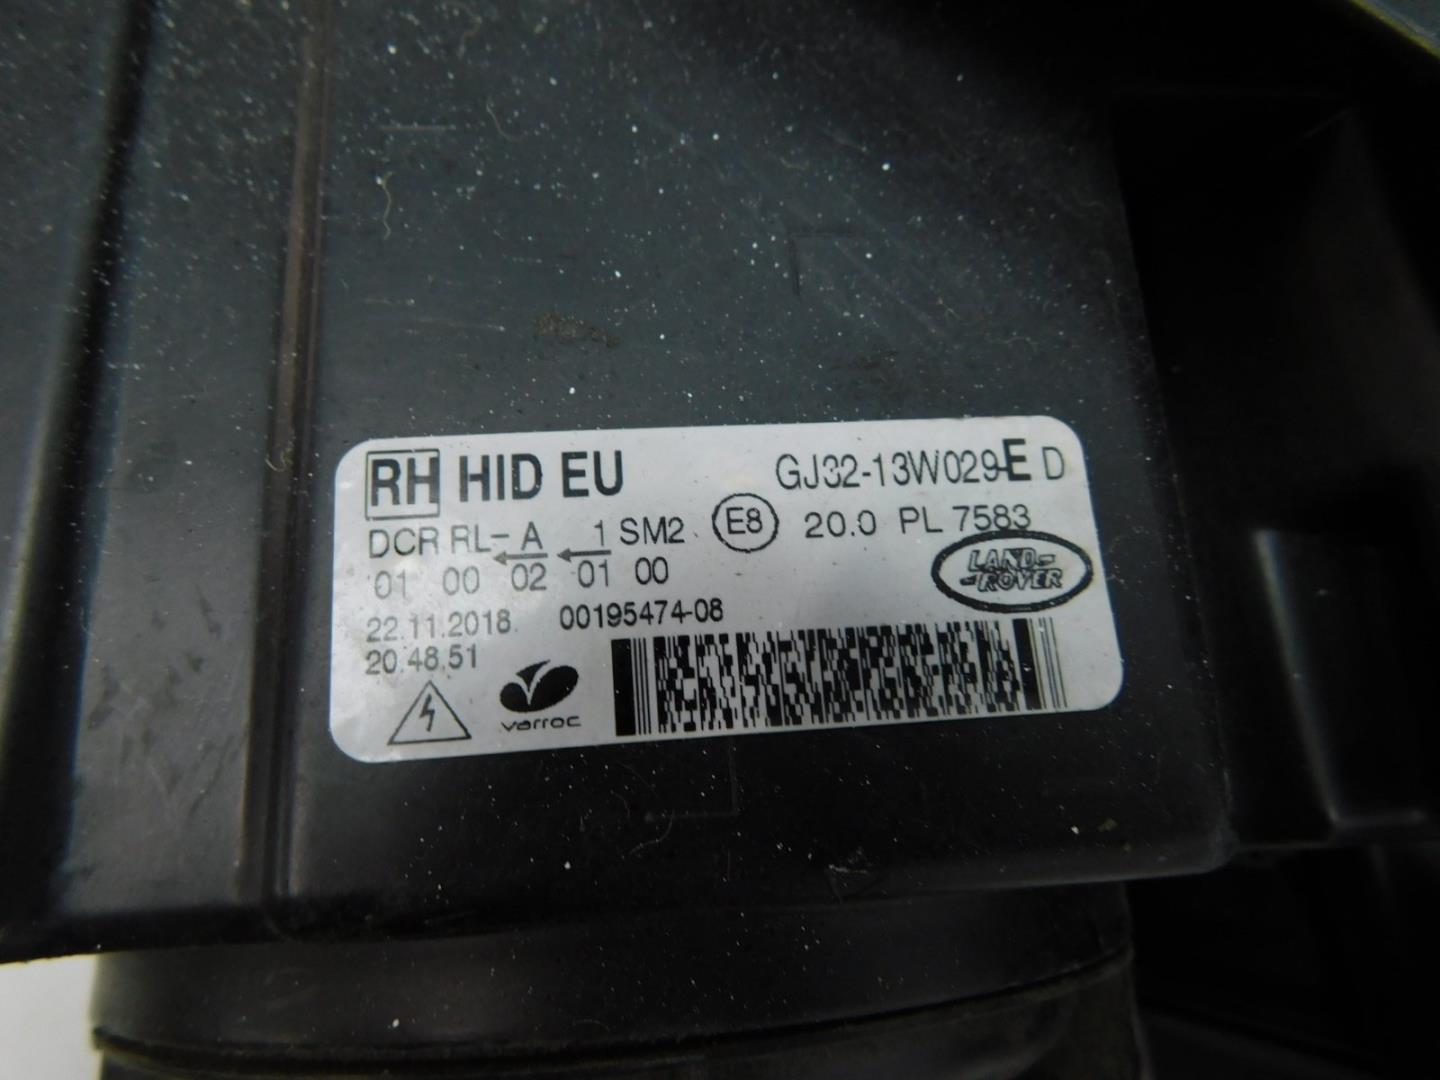 RH HID EU GJ32-13W029-E D
DCR RL-A 1 SM2 E8 20.0 PL 7583
01 00 02 01 00 LAND-
-ROVER
22.11.2018 00195474-08
20.48.51
varroc